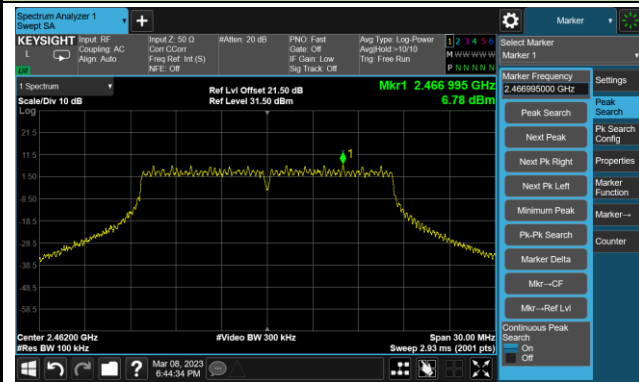 Spectrum Analyzer 1
Swept SA
+
Marker
KEYSIGHT
L
Input: RF
Coupling: AC
Align: Auto
Input Z: 50 Ω
Corr CCorr
Freq Ref: Int (S)
NFE: Off
#Atten: 20 dB
PNO: Fast
Gate: Off
IF Gain: Low
Sig Track: Off
Avg Type: Log-Power
Avg|Hold:>10/10
Trig: Free Run
1 2 3 4 5 6
M W W W W W
P N N N N N
Select Marker
Marker 1
1 Spectrum
Scale/Div 10 dB
Log
Ref Lvl Offset 21.50 dB
Ref Level 31.50 dBm
Mkr1 2.466 995 GHz
6.78 dBm
21.5
11.5
1.50
-8.50
-18.5
-28.5
-38.5
-48.5
-58.5
1
Center 2.46200 GHz
#Res BW 100 kHz
#Video BW 300 kHz
Span 30.00 MHz
Sweep 2.93 ms (2001 pts)
Marker Frequency
2.466995000 GHz
Peak Search
Next Peak
Next Pk Right
Next Pk Left
Minimum Peak
Pk-Pk Search
Marker Delta
Mkr→CF
Mkr→Ref Lvl
Continuous Peak
Search
On
Off
Settings
Peak
Search
Pk Search
Config
Properties
Marker
Function
Marker→
Counter
?
Mar 08, 2023
6:44:34 PM